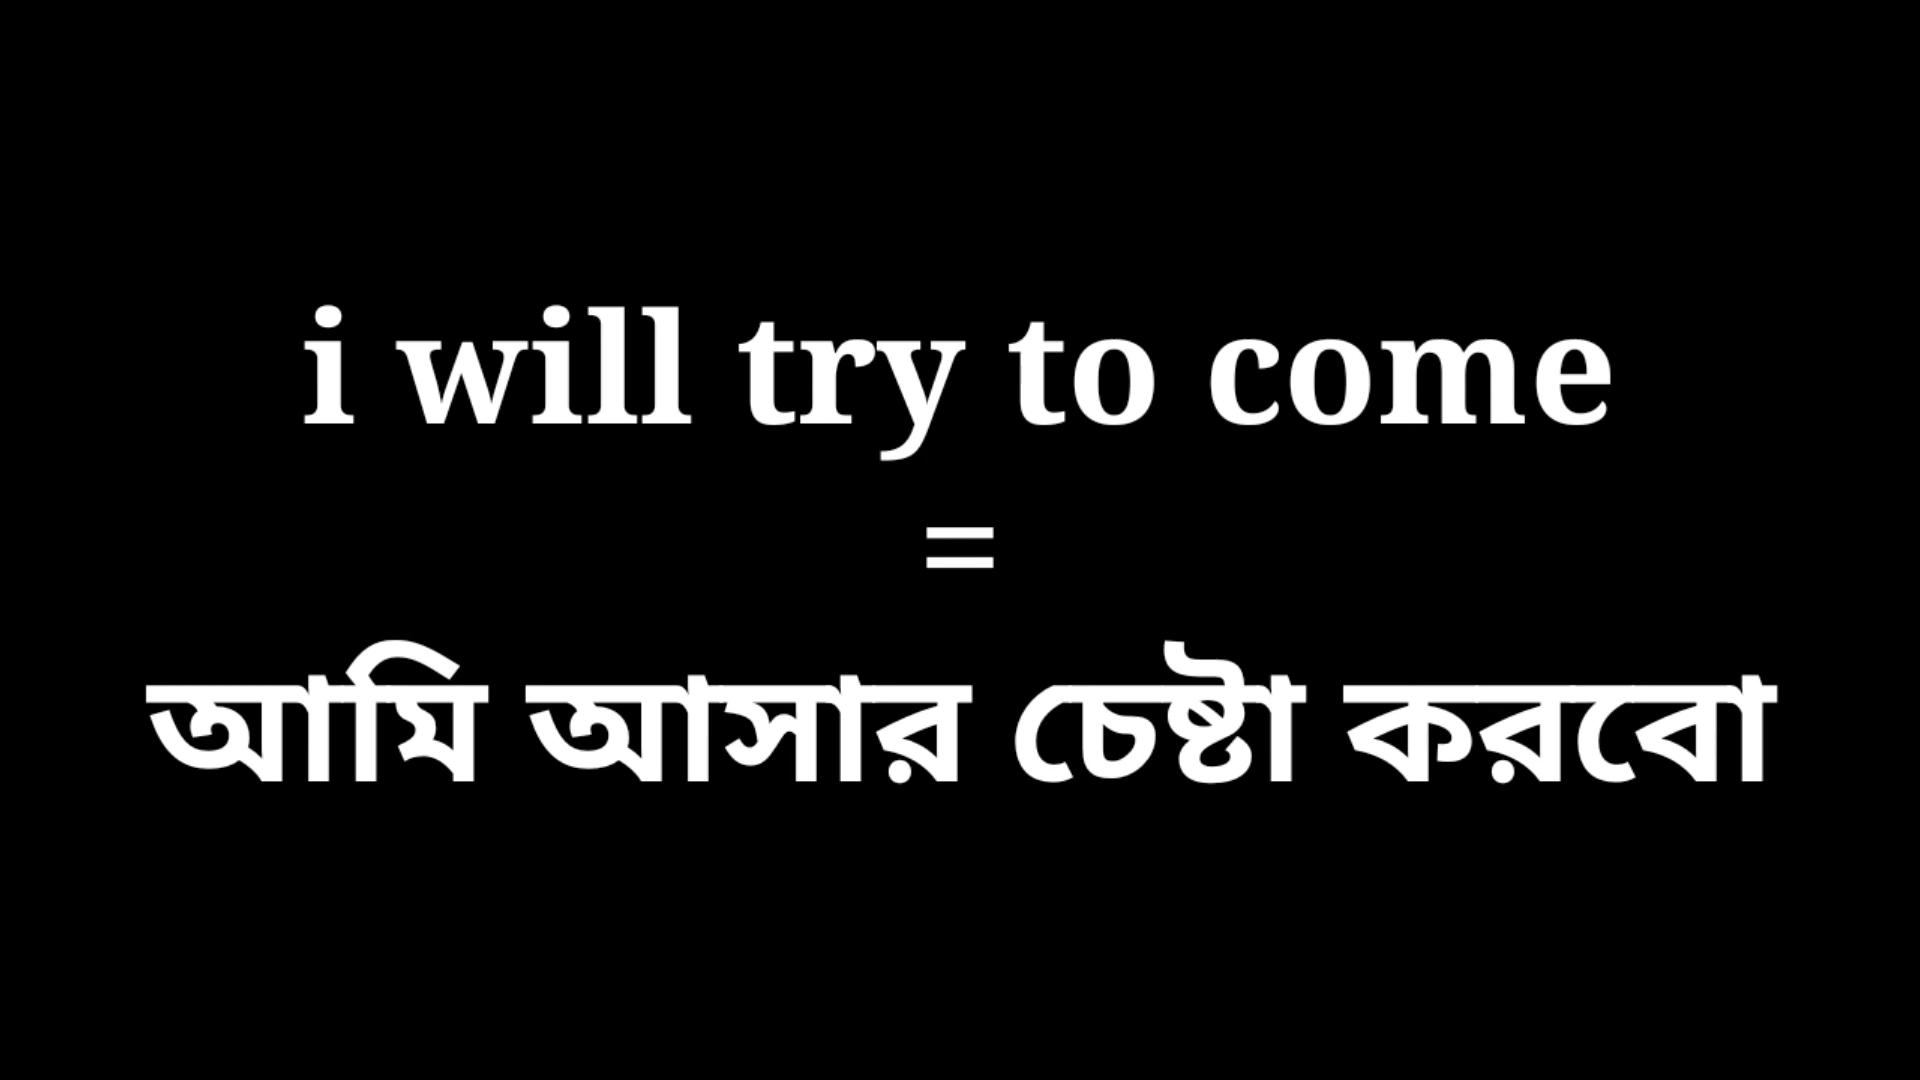 i will try to come
=
আমি আসার চেষ্টা করবো